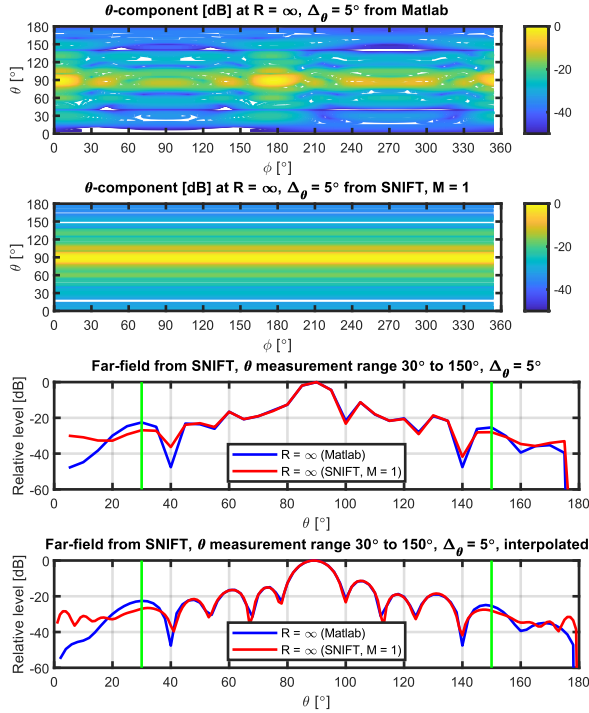 θ-component [dB] at R = ∞, Δθ = 5° from Matlab
180
150
120
90
60
30
0
θ [°]
0 30 60 90 120 150 180 210 240 270 300 330 360
ϕ [°]
0
-20
-40
θ-component [dB] at R = ∞, Δθ = 5° from SNIFT, M = 1
180
150
120
90
60
30
0
θ [°]
0 30 60 90 120 150 180 210 240 270 300 330 360
ϕ [°]
0
-20
-40
Far-field from SNIFT, θ measurement range 30° to 150°, Δθ = 5°
0
-20
-40
-60
Relative level [dB]
R = ∞ (Matlab)
R = ∞ (SNIFT, M = 1)
0 20 40 60 80 100 120 140 160 180
θ [°]
Far-field from SNIFT, θ measurement range 30° to 150°, Δθ = 5°, interpolated
0
-20
-40
-60
Relative level [dB]
R = ∞ (Matlab)
R = ∞ (SNIFT, M = 1)
0 20 40 60 80 100 120 140 160 180
θ [°]